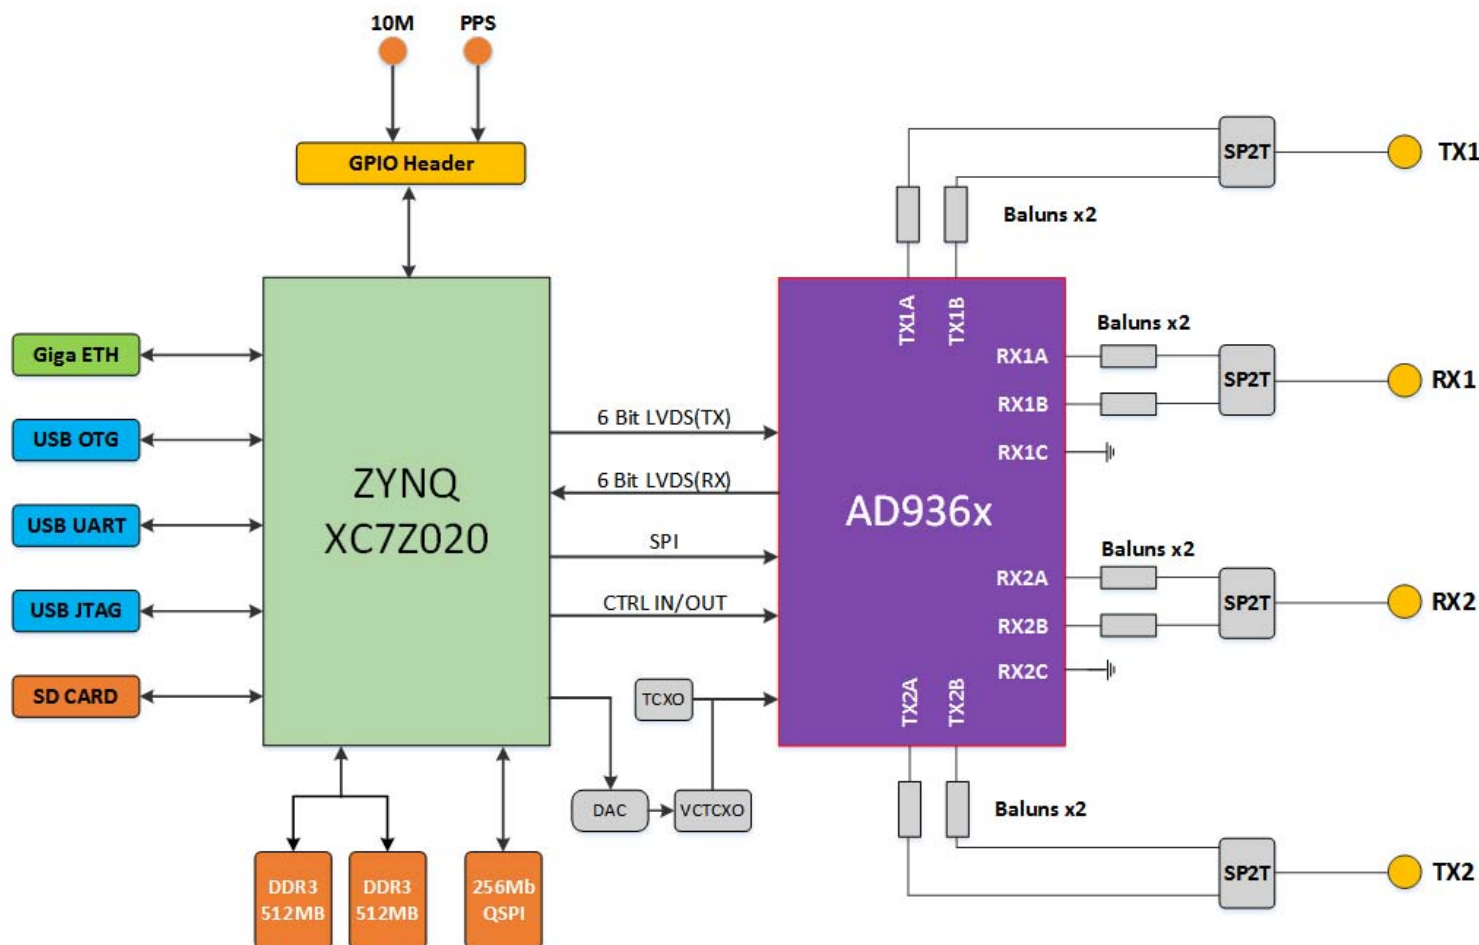 10M
PPS
GPIO Header
Giga ETH
USB OTG
USB UART
USB JTAG
SD CARD
ZYNQ
XC7Z020
DDR3
512MB
DDR3
512MB
256Mb
QSPI
6 Bit LVDS(TX)
6 Bit LVDS(RX)
SPI
CTRL IN/OUT
TCXO
DAC
VCTCXO
AD936x
TX1A
TX1B
RX1A
RX1B
RX1C
RX2A
RX2B
RX2C
TX2A
TX2B
Baluns x2
SP2T
TX1
Baluns x2
SP2T
RX1
Baluns x2
SP2T
RX2
Baluns x2
SP2T
TX2